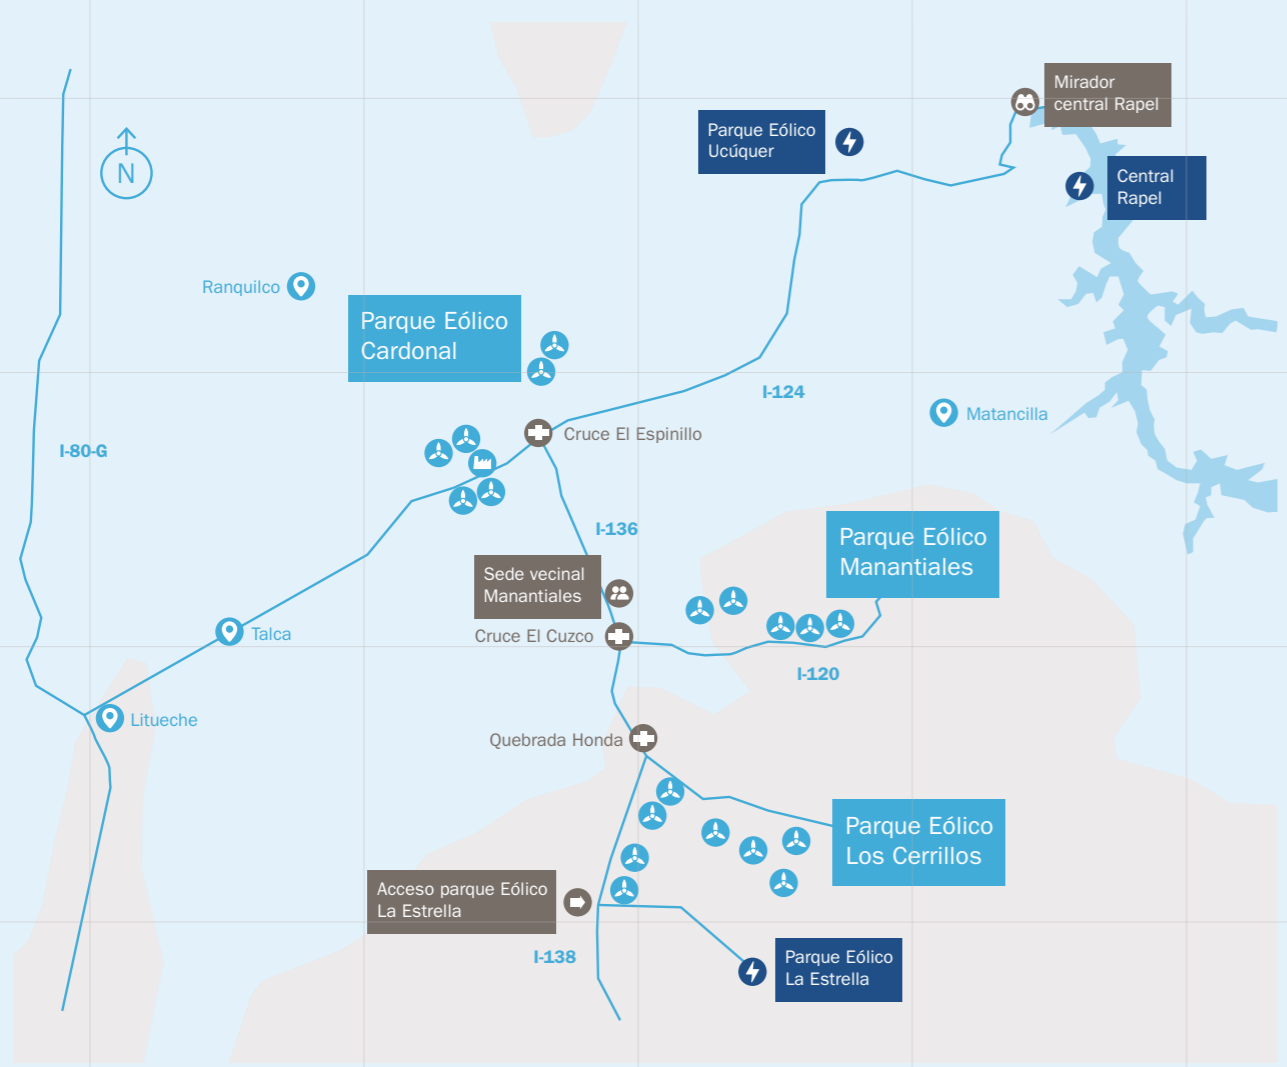 Mirador
central Rapel
Parque Eólico
Ucúquer
N
Central
Rapel
Ranquilco
Parque Eólico
Cardonal
I-124
Matancilla
Cruce El Espinillo
I-80-G
I-136
Parque Eólico
Manantiales
Sede vecinal
Manantiales
Cruce El Cuzco
Talca
I-120
Litueche
Quebrada Honda
Parque Eólico
Los Cerrillos
Acceso parque Eólico
La Estrella
I-138
Parque Eólico
La Estrella